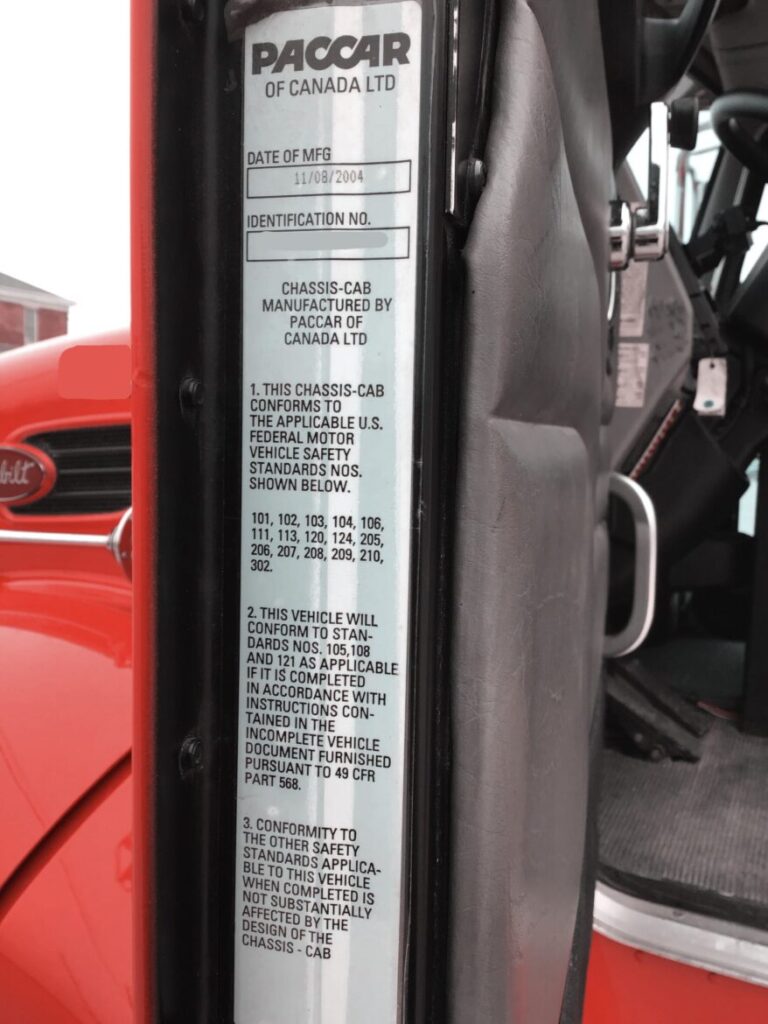 PACCAR
OF CANADA LTD
DATE OF MFG
11/08/2004
IDENTIFICATION NO.
CHASSIS-CAB
MANUFACTURED BY
PACCAR OF
CANADA LTD
1. THIS CHASSIS-CAB
CONFORMS TO
THE APPLICABLE U.S.
FEDERAL MOTOR
VEHICLE SAFETY
STANDARDS NOS.
SHOWN BELOW.
101, 102, 103, 104, 106,
111, 113, 120, 124, 205,
206, 207, 208, 209, 210,
302.
2. THIS VEHICLE WILL
CONFORM TO STAN-
DARDS NOS. 105,108
AND 121 AS APPLICABLE
IF IT IS COMPLETED
IN ACCORDANCE WITH
INSTRUCTIONS CON-
TAINED IN THE
INCOMPLETE VEHICLE
DOCUMENT FURNISHED
PURSUANT TO 49 CFR
PART 568.
3. CONFORMITY TO
THE OTHER SAFETY
STANDARDS APPLICA-
BLE TO THIS VEHICLE
WHEN COMPLETED IS
NOT SUBSTANTIALLY
AFFECTED BY THE
DESIGN OF THE
CHASSIS - CAB
bilt